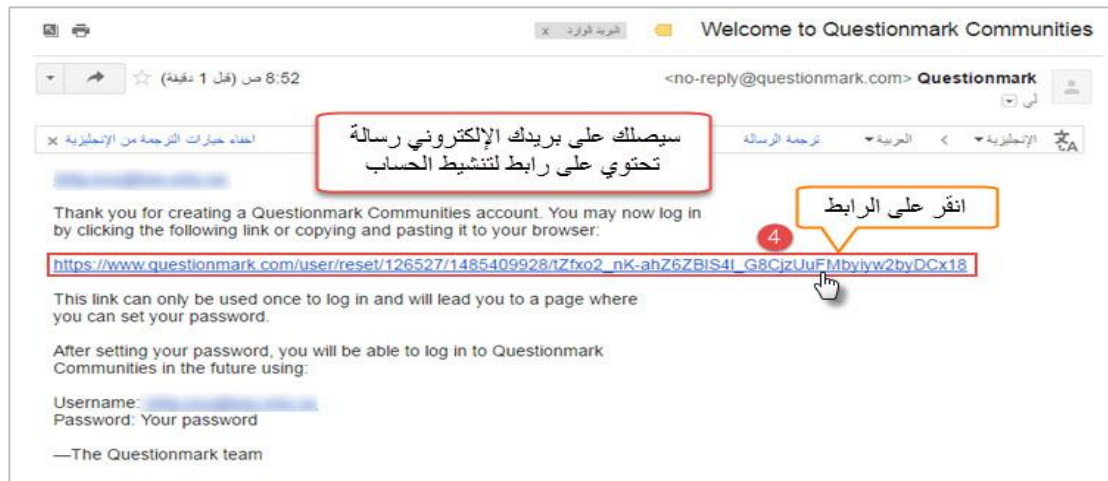 Welcome to Questionmark Communities
البريد الوارد x
Questionmark <no-reply@questionmark.com>
8:52 ص (قبل 1 دقيقة)
لي
الإنجليزية
العربية
ترجمة الرسالة
اخفاء خيارات الترجمة من الإنجليزية x
سيصلك على بريدك الإلكتروني رسالة
تحتوي على رابط لتنشيط الحساب
Thank you for creating a Questionmark Communities account. You may now log in
by clicking the following link or copying and pasting it to your browser:
انقر على الرابط
4
https://www.questionmark.com/user/reset/126527/1485409928/tZfxo2_nK-ahZ6ZBIS4l_G8CjzUuFMbyiyw2byDCx18
This link can only be used once to log in and will lead you to a page where
you can set your password.
After setting your password, you will be able to log in to Questionmark
Communities in the future using:
Username:
Password: Your password
—The Questionmark team